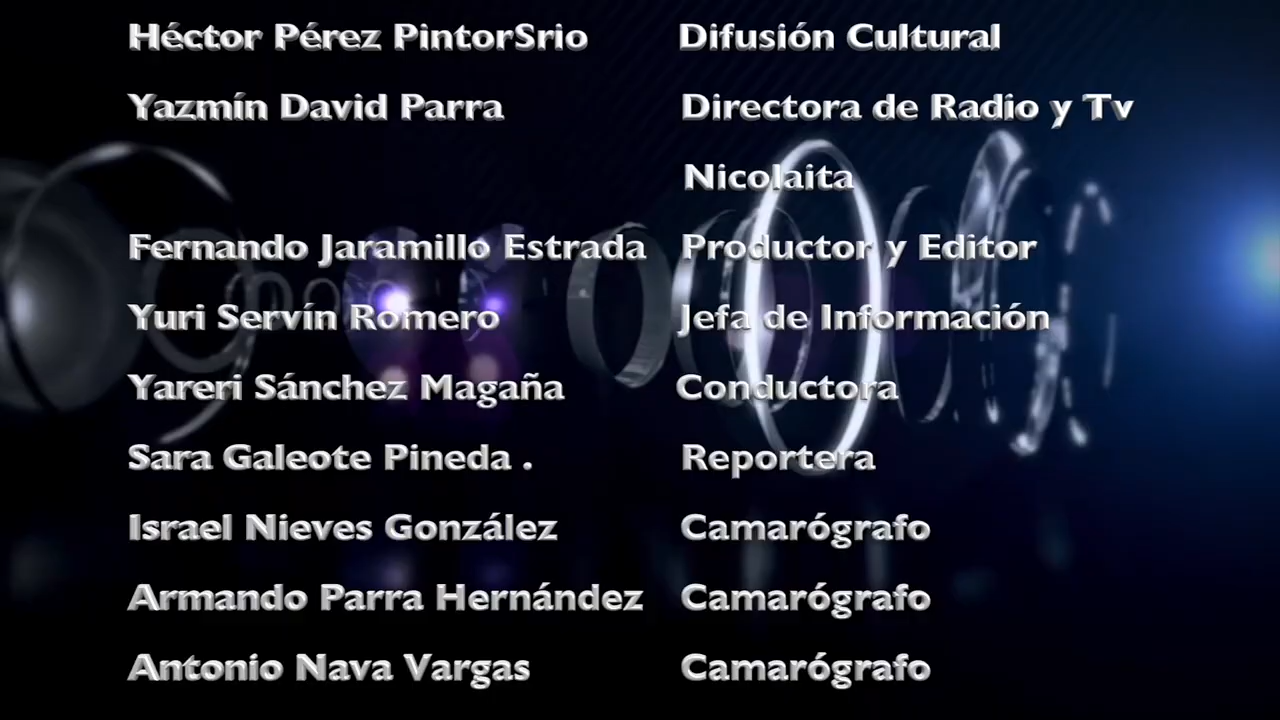 Héctor Pérez PintorSrio Difusión Cultural
Yazmín David Parra Directora de Radio y Tv
Nicolaita
Fernando Jaramillo Estrada Productor y Editor
Yuri Servín Romero Jefa de Información
Yareri Sánchez Magaña Conductora
Sara Galeote Pineda . Reportera
Israel Nieves González Camarógrafo
Armando Parra Hernández Camarógrafo
Antonio Nava Vargas Camarógrafo